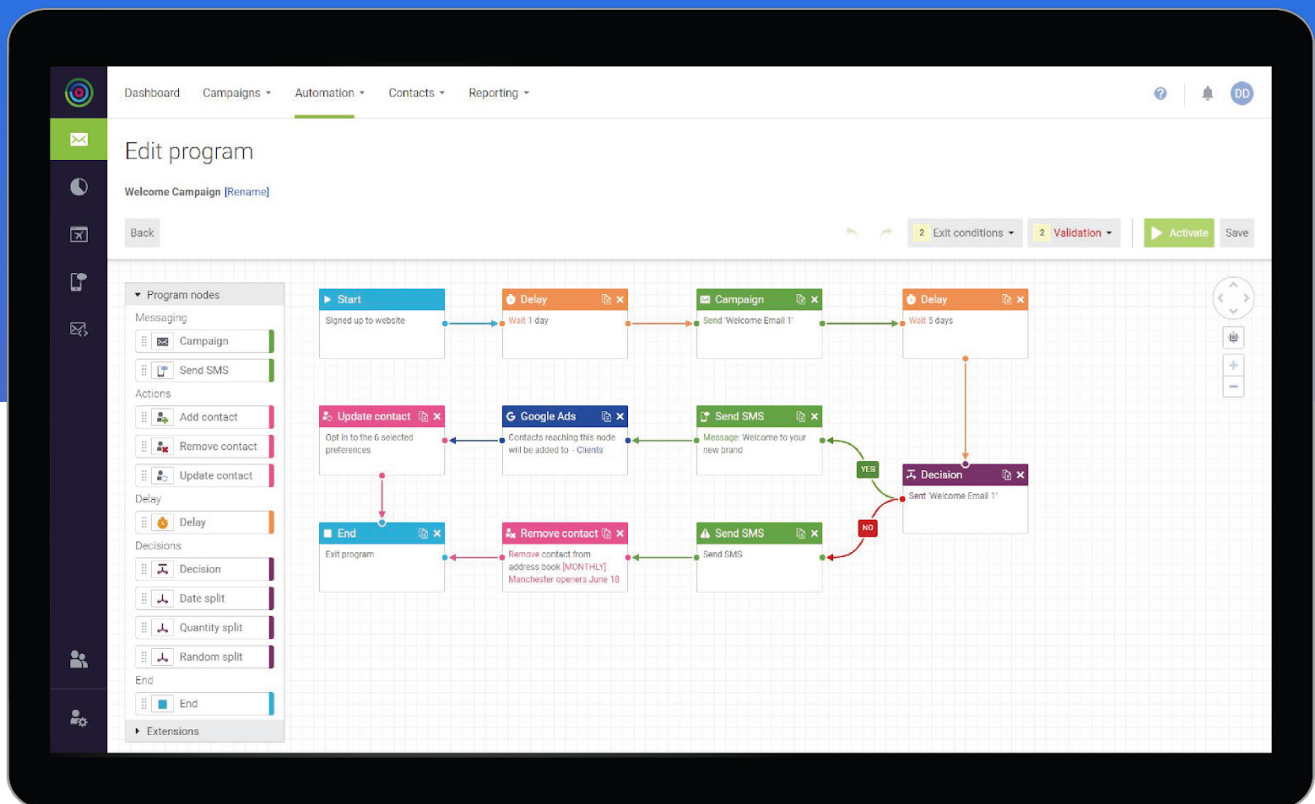 Dashboard Campaigns Automation Contacts Reporting ? DD
Edit program
Welcome Campaign [Rename]
Back 2 Exit conditions 2 Validation Activate Save
Program nodes
Messaging
Campaign
Send SMS
Actions
Add contact
Remove contact
Update contact
Delay
Delay
Decisions
Decision
Date split
Quantity split
Random split
End
End
Extensions
Start
Signed up to website
Delay
Wait 1 day
Campaign
Send 'Welcome Email 1'
Delay
Wait 5 days
Update contact
Opt in to the 6 selected
preferences
G Google Ads
Contacts reaching this node
will be added to - Clients
Send SMS
Message: Welcome to your
new brand
YES
Decision
Sent 'Welcome Email 1'
NO
End
Exit program
Remove contact
Remove contact from
address book [MONTHLY]
Manchester openers June 18
Send SMS
Send SMS